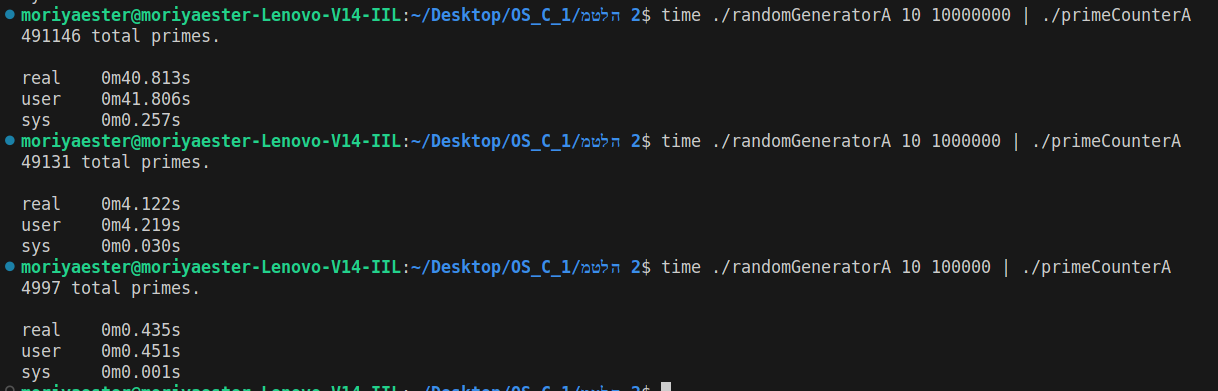 moriyaester@moriyaester-Lenovo-V14-IIL:~/Desktop/OS_C_1/מטלה 2$ time ./randomGeneratorA 10 10000000 | ./primeCounterA
491146 total primes.
real 0m40.813s
user 0m41.806s
sys 0m0.257s
moriyaester@moriyaester-Lenovo-V14-IIL:~/Desktop/OS_C_1/מטלה 2$ time ./randomGeneratorA 10 1000000 | ./primeCounterA
49131 total primes.
real 0m4.122s
user 0m4.219s
sys 0m0.030s
moriyaester@moriyaester-Lenovo-V14-IIL:~/Desktop/OS_C_1/מטלה 2$ time ./randomGeneratorA 10 100000 | ./primeCounterA
4997 total primes.
real 0m0.435s
user 0m0.451s
sys 0m0.001s
moriyaester@moriyaester-Lenovo-V14-IIL:~/Desktop/OS_C_1/מטלה 2$